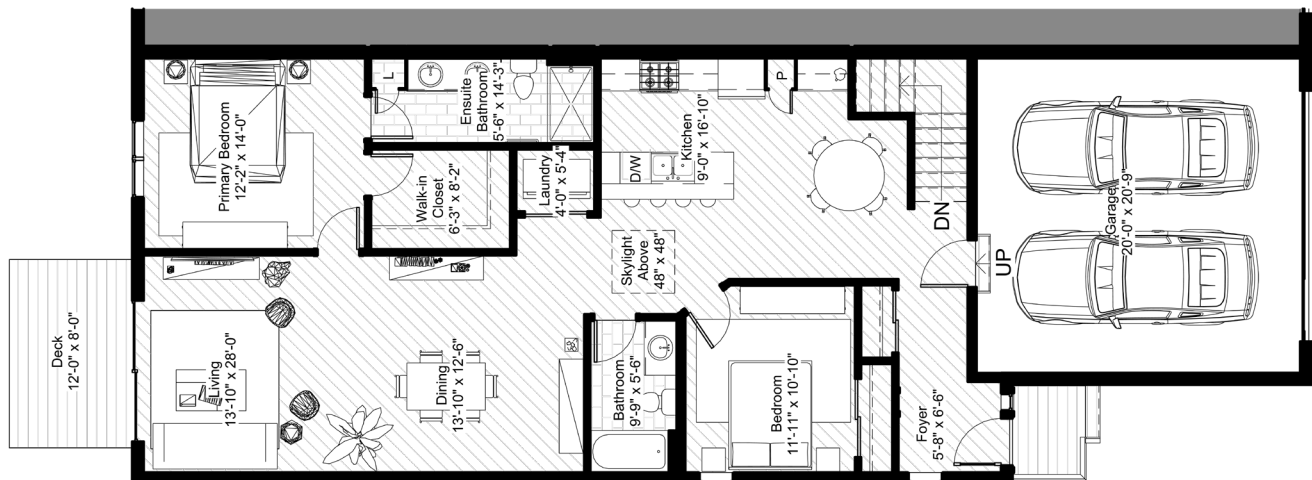 Primary Bedroom
12'-2" x 14'-0"
L
Ensuite
Bathroom
5'-6" x 14'-3"
Walk-in
Closet
6'-3" x 8'-2"
Laundry
4'-0" x 5'-4"
D/W
Kitchen
9'-0" x 16'-10"
P
DN
UP
Garage
20'-0" x 20'-9"
Skylight
Above
48" x 48"
Deck
12'-0" x 8'-0"
Living
13'-10" x 28'-0"
Dining
13'-10" x 12'-6"
Bathroom
9'-9" x 5'-6"
Bedroom
11'-11" x 10'-10"
Foyer
5'-8" x 6'-6"